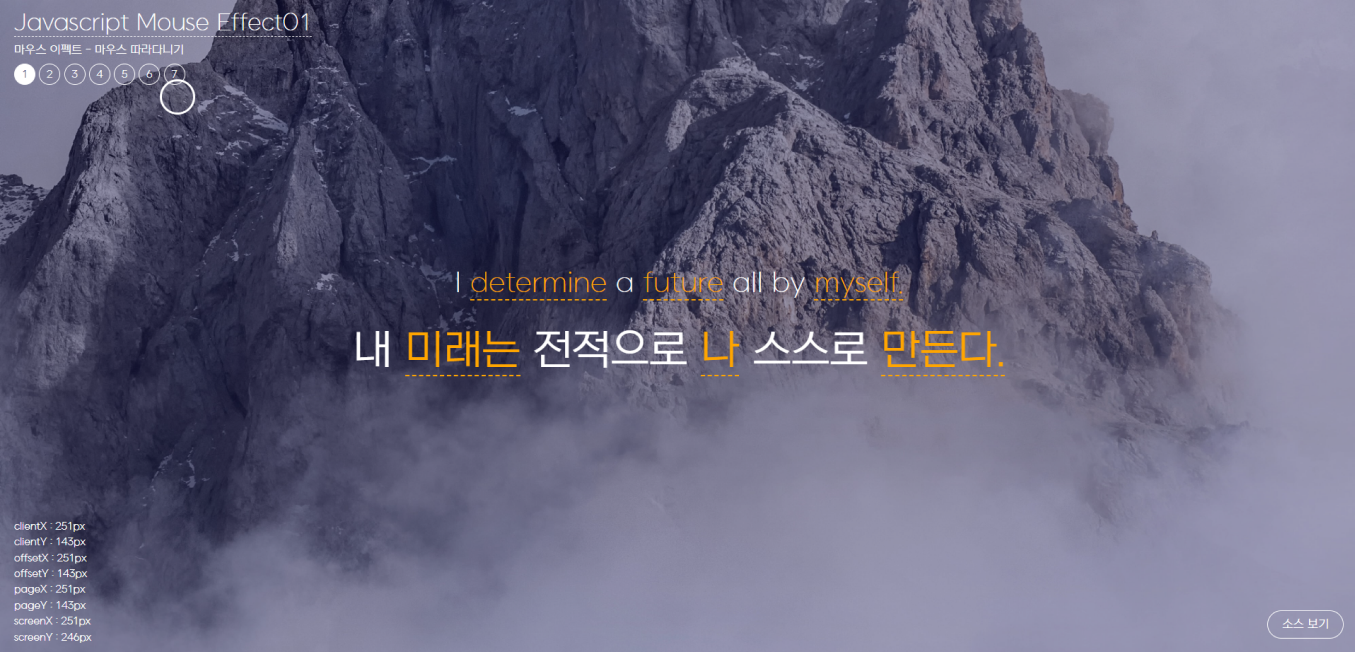 Javascript Mouse Effect01
마우스 이펙트 - 마우스 따라다니기
1 2 3 4 5 6 7
I determine a future all by myself.
내 미래는 전적으로 나 스스로 만든다.
clientX : 251px
clientY : 143px
offsetX : 251px
offsetY : 143px
pageX : 251px
pageY : 143px
screenX : 251px
screenY : 246px
소스 보기